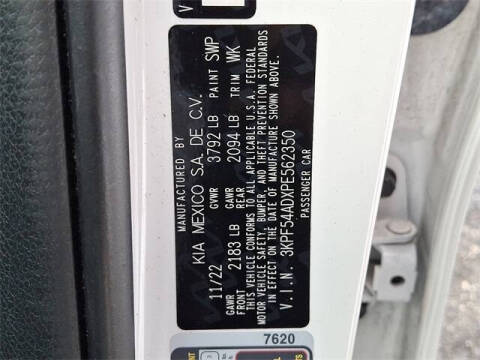 MANUFACTURED BY
KIA MEXICO S.A. DE C.V.
11/22 GVWR 3792 LB PAINT SWP
GAWR FRONT 2183 LB GAWR REAR 2094 LB TRIM WK
THIS VEHICLE CONFORMS TO ALL APPLICABLE U.S.A. FEDERAL
MOTOR VEHICLE SAFETY, BUMPER, AND THEFT PREVENTION STANDARDS
IN EFFECT ON THE DATE OF MANUFACTURE SHOWN ABOVE.
V.I.N. 3KPF54ADXPE562350
PASSENGER CAR
7620
V